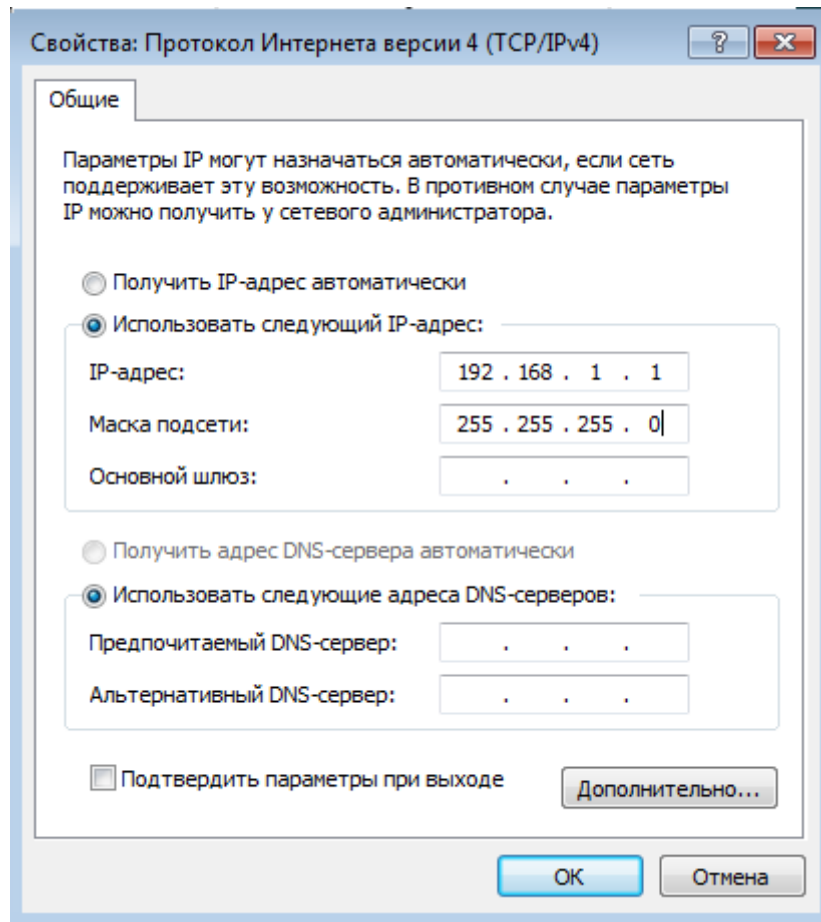 Свойства: Протокол Интернета версии 4 (TCP/IPv4)
Общие
Параметры IP могут назначаться автоматически, если сеть
поддерживает эту возможность. В противном случае параметры
IP можно получить у сетевого администратора.
Получить IP-адрес автоматически
Использовать следующий IP-адрес:
IP-адрес: 192 . 168 . 1 . 1
Маска подсети: 255 . 255 . 255 . 0
Основной шлюз: . . .
Получить адрес DNS-сервера автоматически
Использовать следующие адреса DNS-серверов:
Предпочитаемый DNS-сервер: . . .
Альтернативный DNS-сервер: . . .
Подтвердить параметры при выходе
Дополнительно...
ОК Отмена